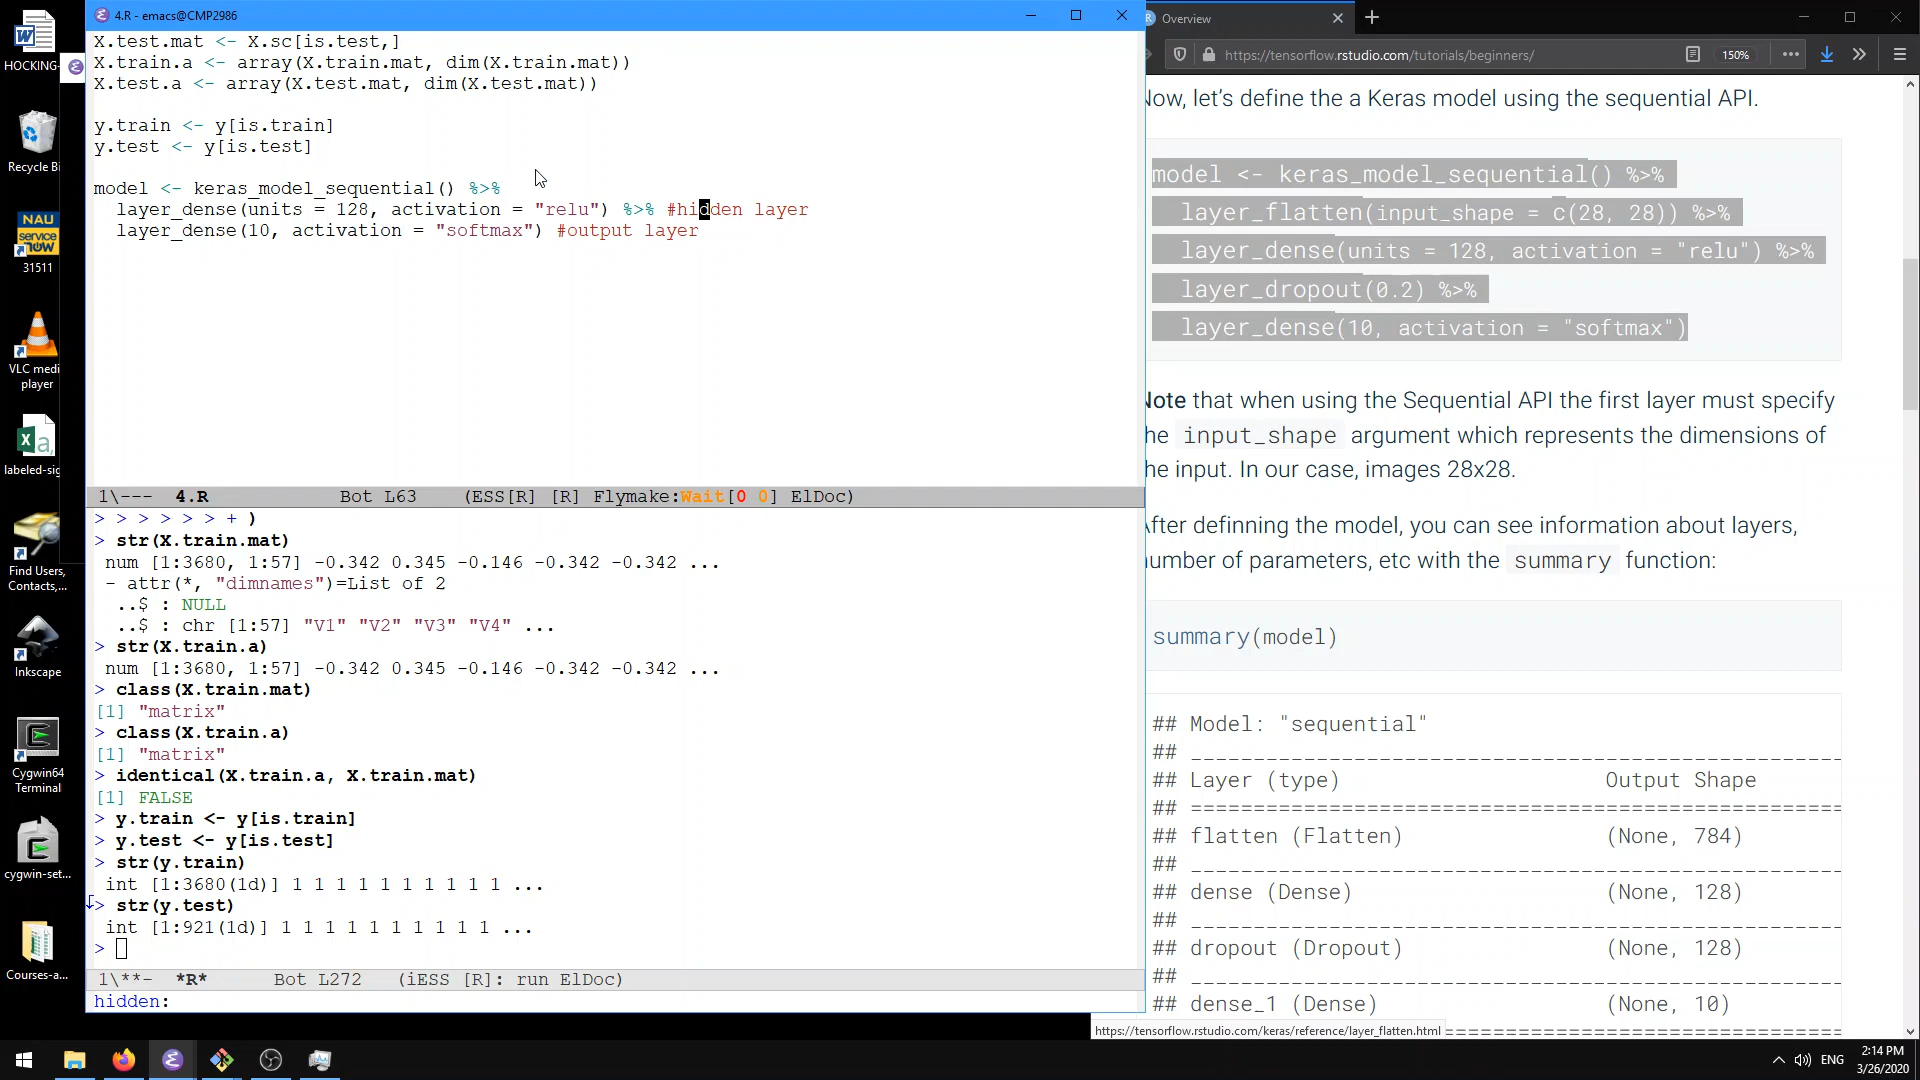 HOCKING-
Recycle Bi
NAU
service
now
31511
VLC medi
player
labeled-sig
Find Users,
Contacts,...
Inkscape
Cygwin64
Terminal
cygwin-set...
Courses-a...
4.R - emacs@CMP2986
X.test.mat <- X.sc[is.test,]
X.train.a <- array(X.train.mat, dim(X.train.mat))
X.test.a <- array(X.test.mat, dim(X.test.mat))
y.train <- y[is.train]
y.test <- y[is.test]
model <- keras_model_sequential() %>%
layer_dense(units = 128, activation = "relu") %>% #hidden layer
layer_dense(10, activation = "softmax") #output layer
1\--- 4.R Bot L63 (ESS[R] [R] Flymake:Wait[0 0] ElDoc)
> > > > > > + )
> str(X.train.mat)
num [1:3680, 1:57] -0.342 0.345 -0.146 -0.342 -0.342 ...
- attr(*, "dimnames")=List of 2
..$ : NULL
..$ : chr [1:57] "V1" "V2" "V3" "V4" ...
> str(X.train.a)
num [1:3680, 1:57] -0.342 0.345 -0.146 -0.342 -0.342 ...
> class(X.train.mat)
[1] "matrix"
> class(X.train.a)
[1] "matrix"
> identical(X.train.a, X.train.mat)
[1] FALSE
> y.train <- y[is.train]
> y.test <- y[is.test]
> str(y.train)
int [1:3680(1d)] 1 1 1 1 1 1 1 1 1 1 ...
> str(y.test)
int [1:921(1d)] 1 1 1 1 1 1 1 1 1 1 ...
>
1\**- *R* Bot L272 (iESS [R]: run ElDoc)
hidden:
Overview
https://tensorflow.rstudio.com/tutorials/beginners/
150%
Now, let's define the a Keras model using the sequential API.
model <- keras_model_sequential() %>%
layer_flatten(input_shape = c(28, 28)) %>%
layer_dense(units = 128, activation = "relu") %>%
layer_dropout(0.2) %>%
layer_dense(10, activation = "softmax")
Note that when using the Sequential API the first layer must specify
he input_shape argument which represents the dimensions of
he input. In our case, images 28x28.
After definning the model, you can see information about layers,
number of parameters, etc with the summary function:
summary(model)
## Model: "sequential"
## ________________________________________________
## Layer (type) Output Shape
## ================================================
## flatten (Flatten) (None, 784)
## ________________________________________________
## dense (Dense) (None, 128)
## ________________________________________________
## dropout (Dropout) (None, 128)
## ________________________________________________
## dense_1 (Dense) (None, 10)
https://tensorflow.rstudio.com/keras/reference/layer_flatten.html
ENG
2:14 PM
3/26/2020